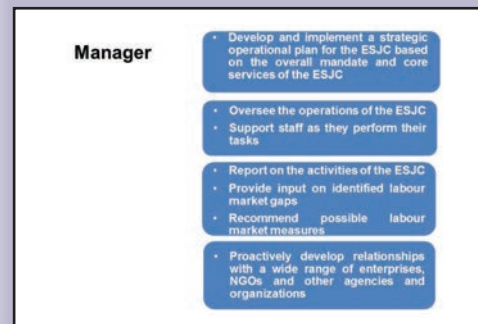 Manager
• Develop and implement a strategic
operational plan for the ESJC based
on the overall mandate and core
services of the ESJC
• Oversee the operations of the ESJC
• Support staff as they perform their
tasks
• Report on the activities of the ESJC
• Provide input on identified labour
market gaps
• Recommend possible labour
market measures
• Proactively develop relationships
with a wide range of enterprises,
NGOs and other agencies and
organizations